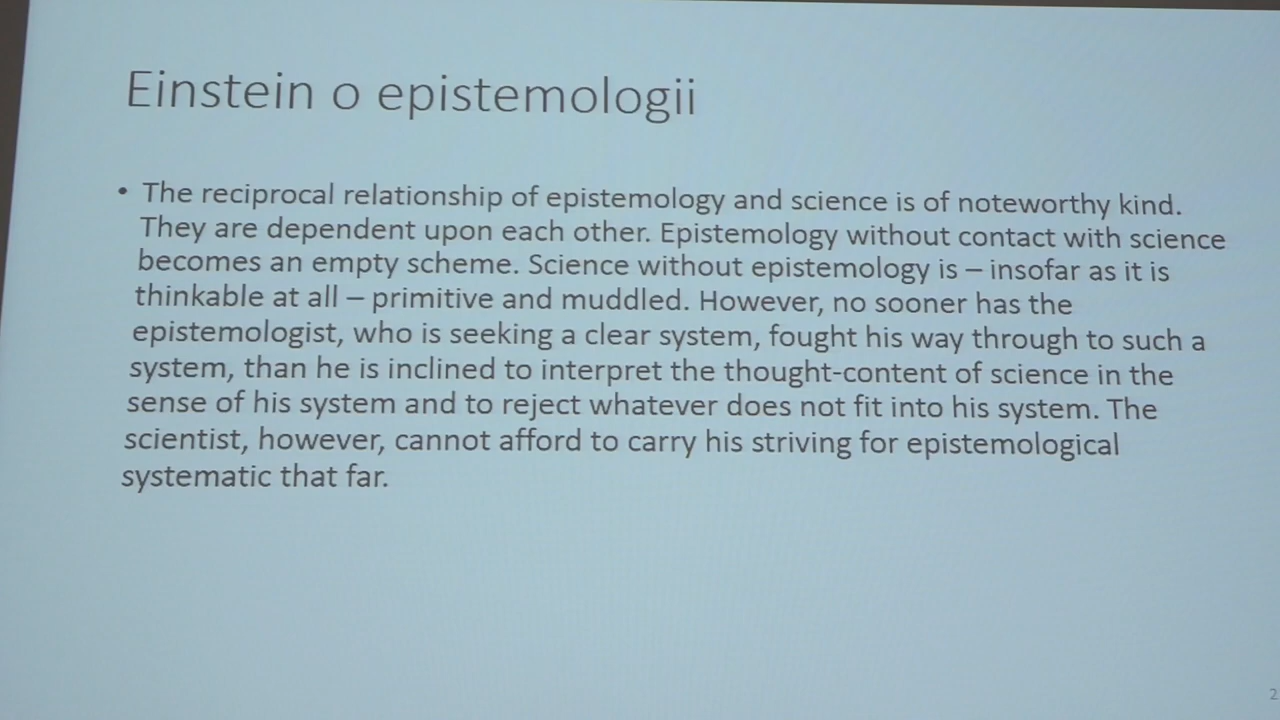 Einstein o epistemologii
• The reciprocal relationship of epistemology and science is of noteworthy kind.
They are dependent upon each other. Epistemology without contact with science
becomes an empty scheme. Science without epistemology is – insofar as it is
thinkable at all – primitive and muddled. However, no sooner has the
epistemologist, who is seeking a clear system, fought his way through to such a
system, than he is inclined to interpret the thought-content of science in the
sense of his system and to reject whatever does not fit into his system. The
scientist, however, cannot afford to carry his striving for epistemological
systematic that far.
2